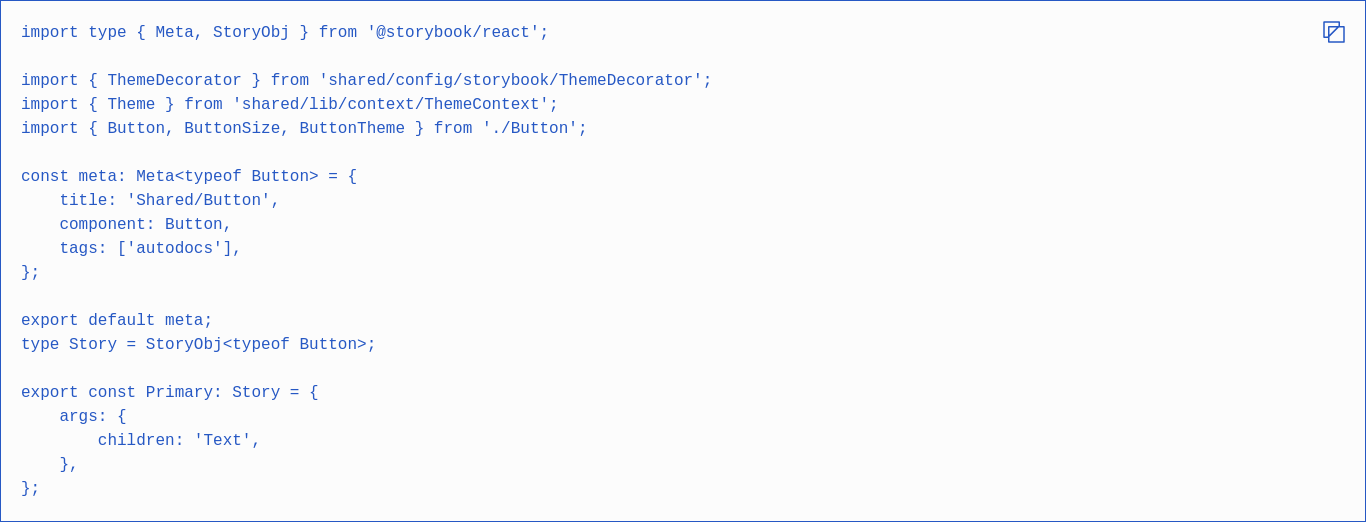 import type { Meta, StoryObj } from '@storybook/react';

import { ThemeDecorator } from 'shared/config/storybook/ThemeDecorator';
import { Theme } from 'shared/lib/context/ThemeContext';
import { Button, ButtonSize, ButtonTheme } from './Button';

const meta: Meta<typeof Button> = {
    title: 'Shared/Button',
    component: Button,
    tags: ['autodocs'],
};

export default meta;
type Story = StoryObj<typeof Button>;

export const Primary: Story = {
    args: {
        children: 'Text',
    },
};